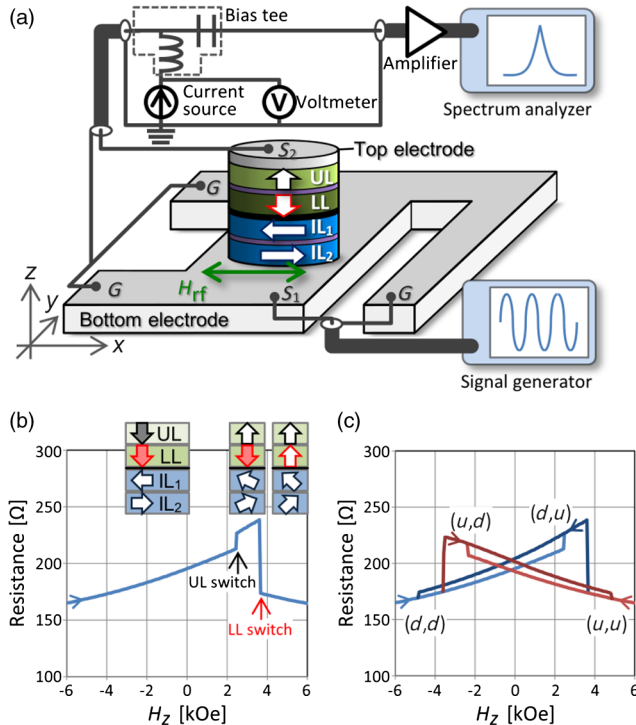 (a)
Bias tee
Amplifier
Current
source
V
Voltmeter
Spectrum analyzer
S2
Top electrode
UL
LL
IL1
IL2
G
Hrf
G
S1
G
Bottom electrode
z
y
x
Signal generator
(b)
(c)
UL
LL
IL1
IL2
Resistance [Ω]
300
250
200
150
100
UL switch
LL switch
-6 -4 -2 0 2 4 6
Hz [kOe]
Resistance [Ω]
300
250
200
150
100
(u,d)
(d,u)
(d,d)
(u,u)
-6 -4 -2 0 2 4 6
Hz [kOe]